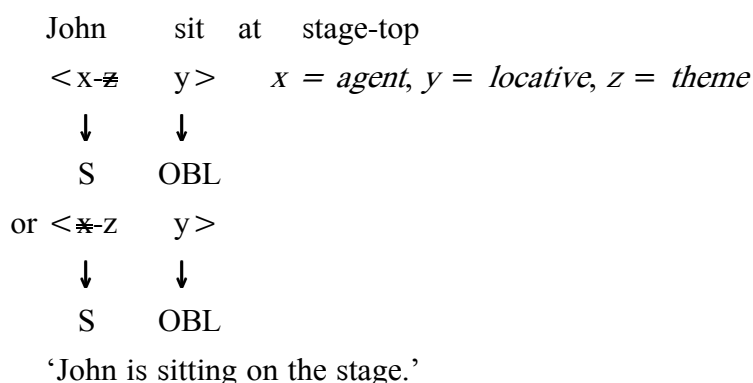 John sit at stage-top
<x-z̶ y> x = agent, y = locative, z = theme
↓ ↓
S OBL
or <x̶-z y>
↓ ↓
S OBL
‘John is sitting on the stage.’